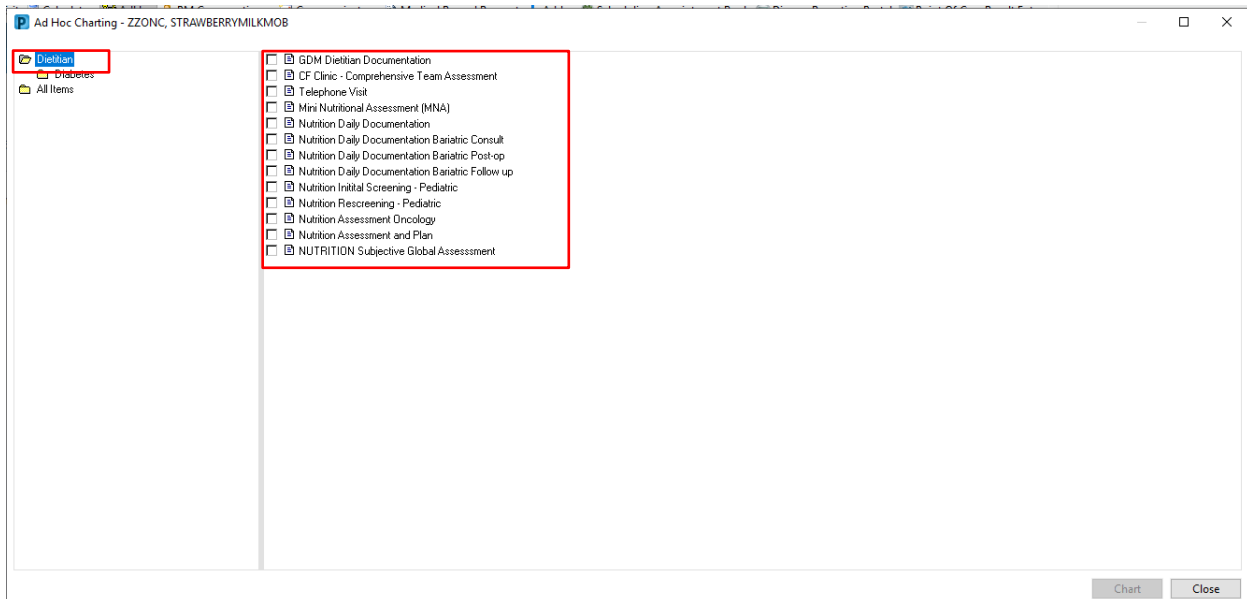 Ad Hoc Charting - ZZONC, STRAWBERRYMILKMOB
Dietitian
Diabetes
All Items
GDM Dietitian Documentation
CF Clinic - Comprehensive Team Assessment
Telephone Visit
Mini Nutritional Assessment (MNA)
Nutrition Daily Documentation
Nutrition Daily Documentation Bariatric Consult
Nutrition Daily Documentation Bariatric Post-op
Nutrition Daily Documentation Bariatric Follow up
Nutrition Initital Screening - Pediatric
Nutrition Rescreening - Pediatric
Nutrition Assessment Oncology
Nutrition Assessment and Plan
NUTRITION Subjective Global Assesssment
Chart
Close